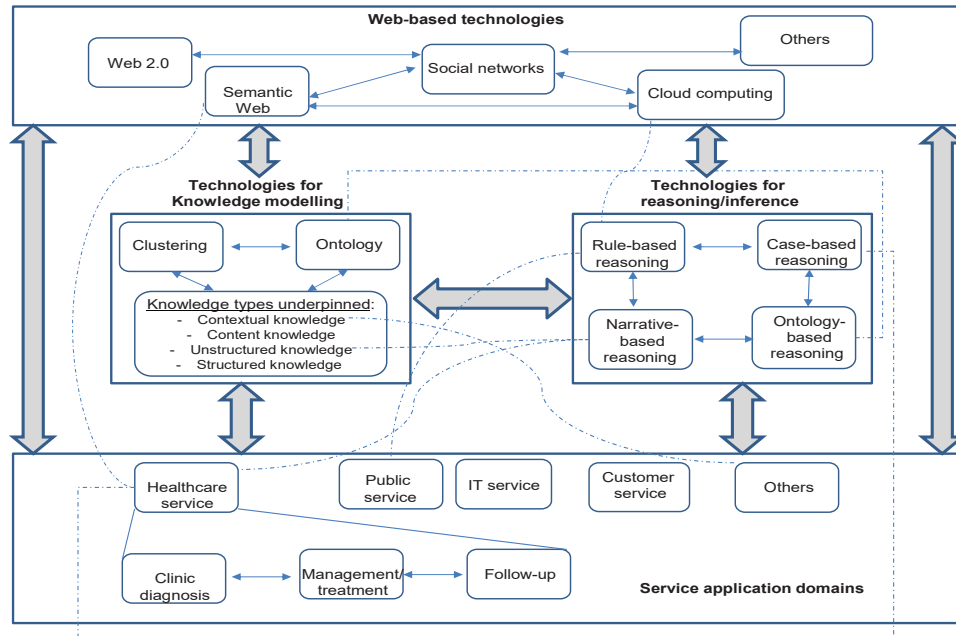 Web-based technologies
Web 2.0
Social networks
Others
Semantic
Web
Cloud computing
Technologies for
Knowledge modelling
Technologies for
reasoning/inference
Clustering
Ontology
Knowledge types underpinned:
- Contextual knowledge
- Content knowledge
- Unstructured knowledge
- Structured knowledge
Rule-based
reasoning
Case-based
reasoning
Narrative-
based
reasoning
Ontology-
based
reasoning
Healthcare
service
Public
service
IT service
Customer
service
Others
Clinic
diagnosis
Management/
treatment
Follow-up
Service application domains